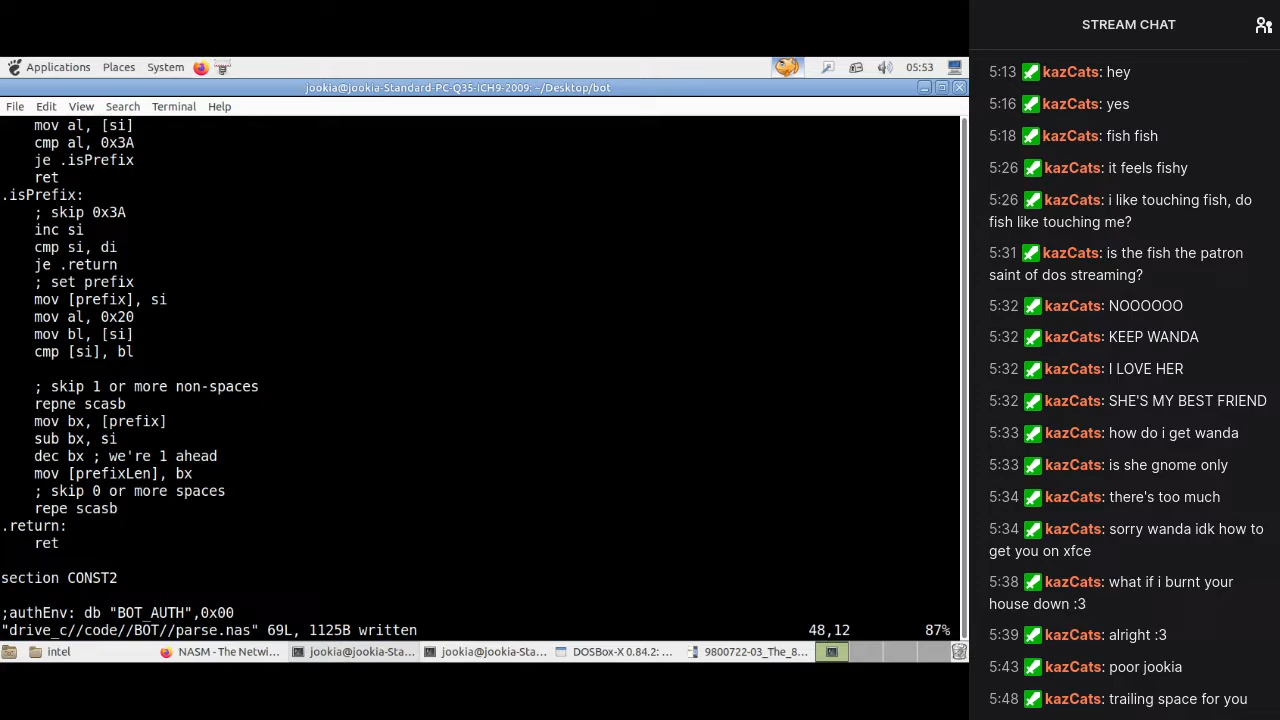 STREAM CHAT
Applications Places System 05:53
jookia@jookia-Standard-PC-Q35-ICH9-2009: ~/Desktop/bot
File Edit View Search Terminal Help
mov al, [si]
cmp al, 0x3A
je .isPrefix
ret
.isPrefix:
; skip 0x3A
inc si
cmp si, di
je .return
; set prefix
mov [prefix], si
mov al, 0x20
mov bl, [si]
cmp [si], bl
; skip 1 or more non-spaces
repne scasb
mov bx, [prefix]
sub bx, si
dec bx ; we're 1 ahead
mov [prefixLen], bx
; skip 0 or more spaces
repe scasb
.return:
ret
section CONST2
;authEnv: db "BOT_AUTH",0x00
"drive_c//code//BOT//parse.nas" 69L, 1125B written 48,12 87%
intel NASM - The Netwi... jookia@jookia-Sta... jookia@jookia-Sta... DOSBox-X 0.84.2: ... 9800722-03_The_8...
5:13 kazCats: hey
5:16 kazCats: yes
5:18 kazCats: fish fish
5:26 kazCats: it feels fishy
5:26 kazCats: i like touching fish, do
fish like touching me?
5:31 kazCats: is the fish the patron
saint of dos streaming?
5:32 kazCats: NOOOOOO
5:32 kazCats: KEEP WANDA
5:32 kazCats: I LOVE HER
5:32 kazCats: SHE'S MY BEST FRIEND
5:33 kazCats: how do i get wanda
5:33 kazCats: is she gnome only
5:34 kazCats: there's too much
5:34 kazCats: sorry wanda idk how to
get you on xfce
5:38 kazCats: what if i burnt your
house down :3
5:39 kazCats: alright :3
5:43 kazCats: poor jookia
5:48 kazCats: trailing space for you